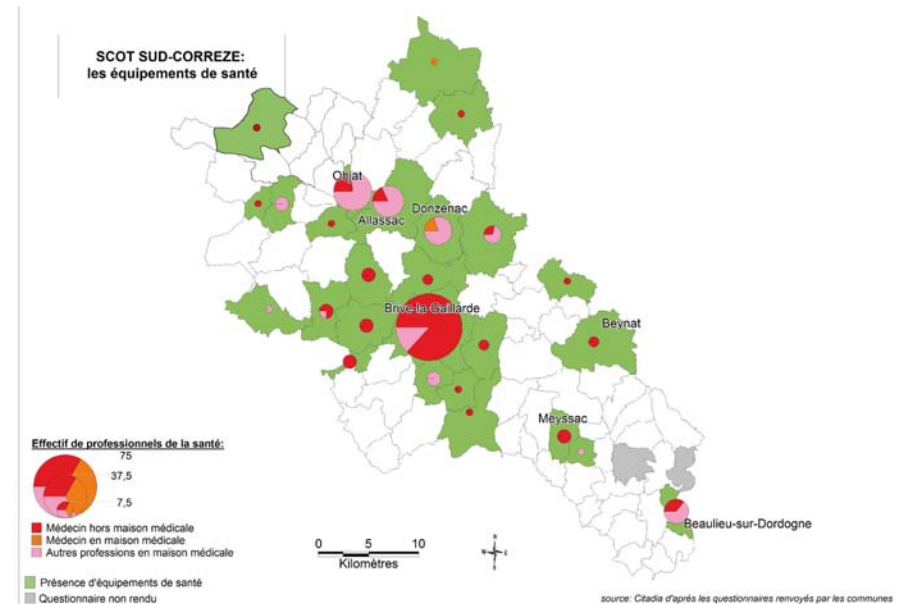 SCOT SUD-CORREZE:
les équipements de santé
Objat
Allassac
Donzenac
Brive-la-Gaillarde
Beynat
Meyssac
Beaulieu-sur-Dordogne
Effectif de professionnels de la santé:
75
37,5
7,5
Médecin hors maison médicale
Médecin en maison médicale
Autres professions en maison médicale
Présence d'équipements de santé
Questionnaire non rendu
0 5 10
Kilomètres
N
W E
S
source: Citadia d'après les questionnaires renvoyés par les communes